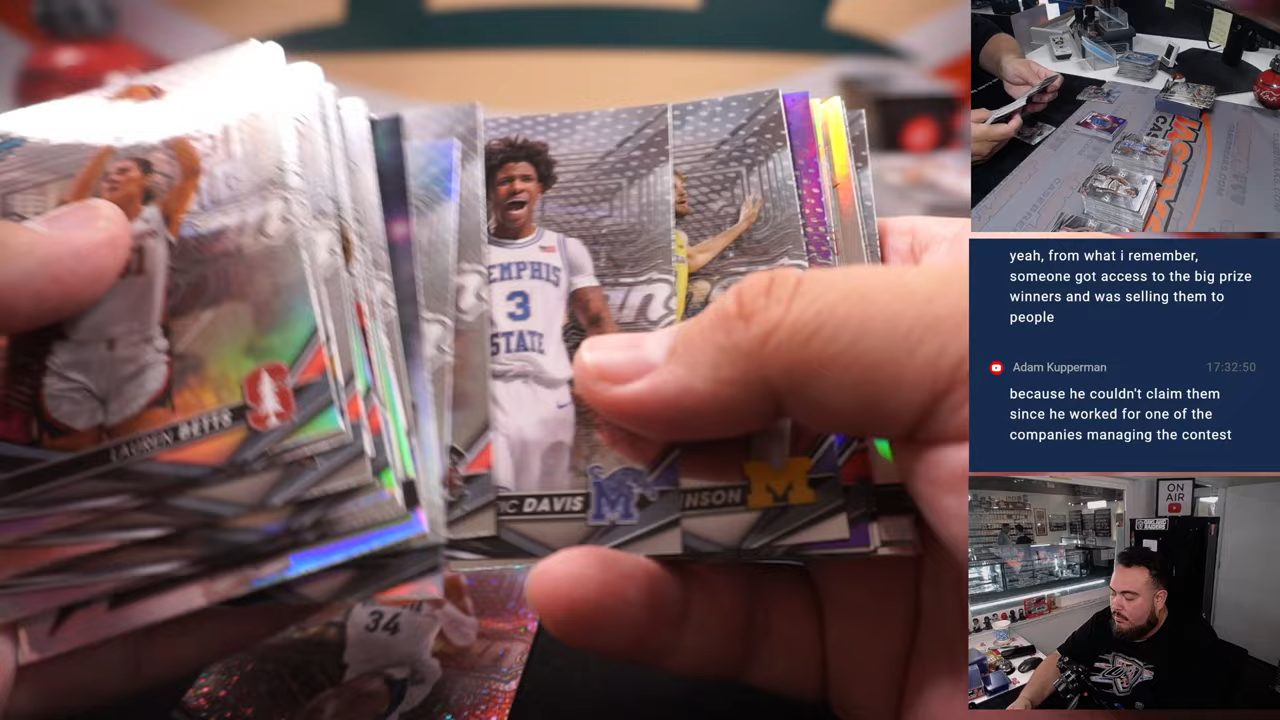 LAUREN BETTS
EMPHIS
3
STATE
IC DAVIS
M
NSON
M
34
yeah, from what i remember,
someone got access to the big prize
winners and was selling them to
people
Adam Kupperman
17:32:50
because he couldn't claim them
since he worked for one of the
companies managing the contest
ON
AIR